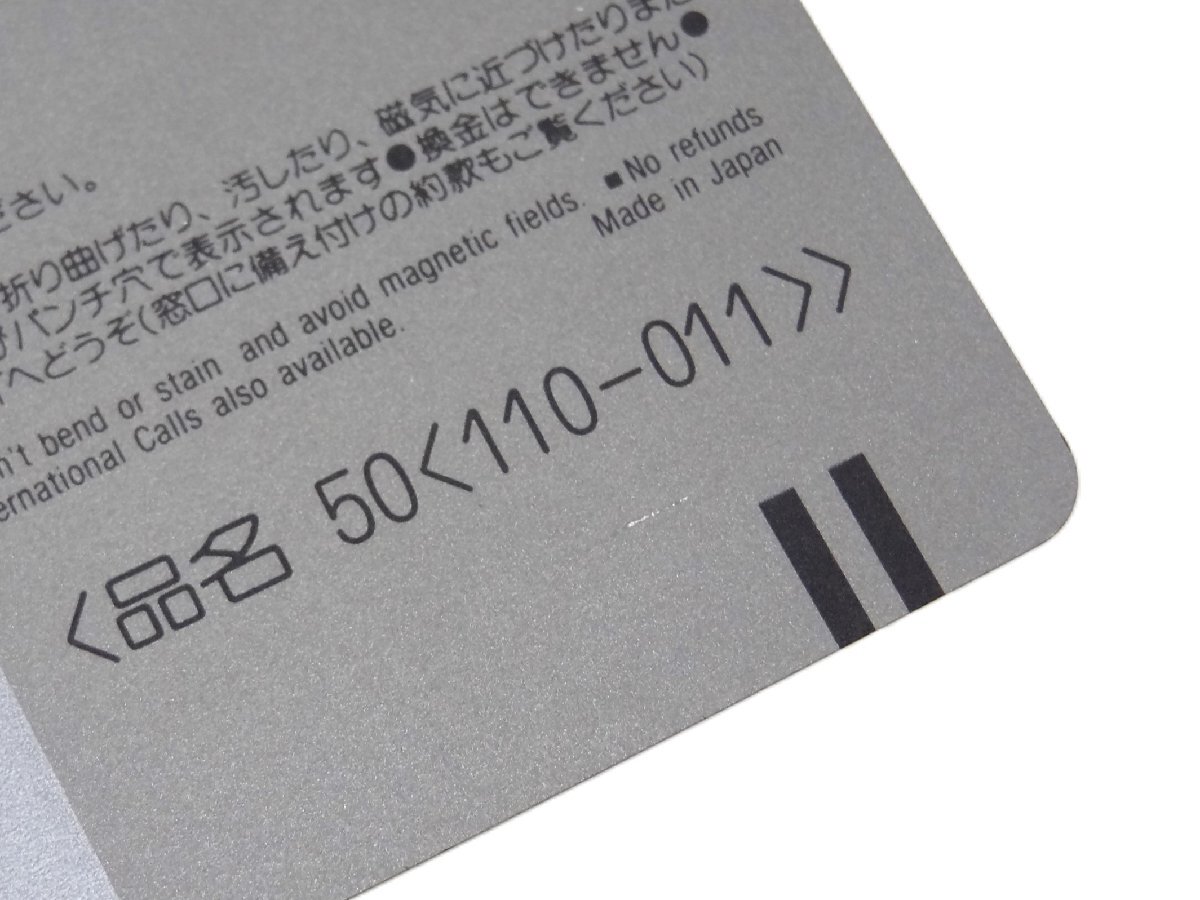 ださい。
折り曲げたり、汚したり、磁気に近づけたりまた
パンチ穴で表示されます●換金はできません●
へどうぞ(窓口に備え付けの約款もご覧ください)
n't bend or stain and avoid magnetic fields. ■No refunds
ernational Calls also available. Made in Japan
<品名 50<110-011>>